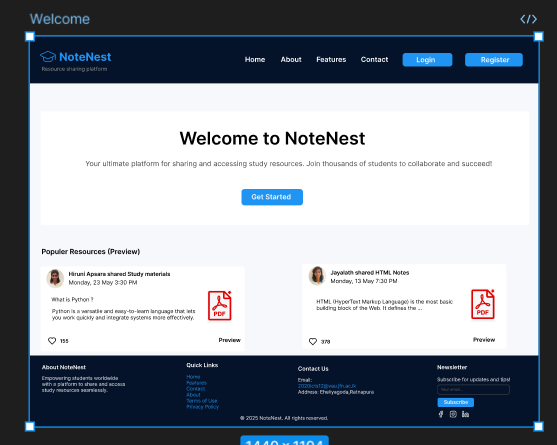 Welcome
</>
NoteNest
Resource sharing platform
Home About Features Contact Login Register
Welcome to NoteNest
Your ultimate platform for sharing and accessing study resources. Join thousands of students to collaborate and succeed!
Get Started
Populer Resources (Preview)
Hiruni Apsara shared Study materials
Monday, 23 May 3:30 PM
What is Python ?
Python is a versatile and easy-to-learn language that lets
you work quickly and integrate systems more effectively.
PDF
155
Preview
Jayalath shared HTML Notes
Monday, 13 May 7:30 PM
HTML (HyperText Markup Language) is the most basic
building block of the Web. It defines the ...
PDF
378
Preview
About NoteNest
Empowering students worldwide
with a platform to share and access
study resources seamlessly.
Quick Links
Home
Features
Contact
About
Terms of Use
Privacy Policy
Contact Us
Email:
Address: Eheliyagoda,Ratnapura
Newsletter
Subscribe for updates and tips!
Subscribe
© 2025 NoteNest. All rights reserved.